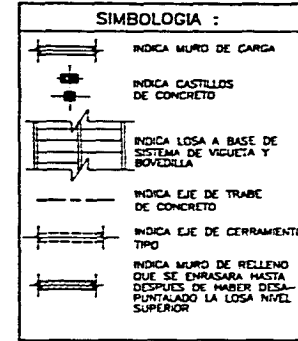 SIMBOLOGIA :
INDICA MURO DE CARGA
INDICA CASTILLOS
DE CONCRETO
INDICA LOSA A BASE DE
SISTEMA DE VIGUETA Y
BOVEDILLA
INDICA EJE DE TRABE
DE CONCRETO
INDICA EJE DE CERRAMIENTO
TIPO
INDICA MURO DE RELLENO
QUE SE ENRASARA HASTA
DESPUES DE HABER DESA-
PUNTALADO LA LOSA NIVEL
SUPERIOR